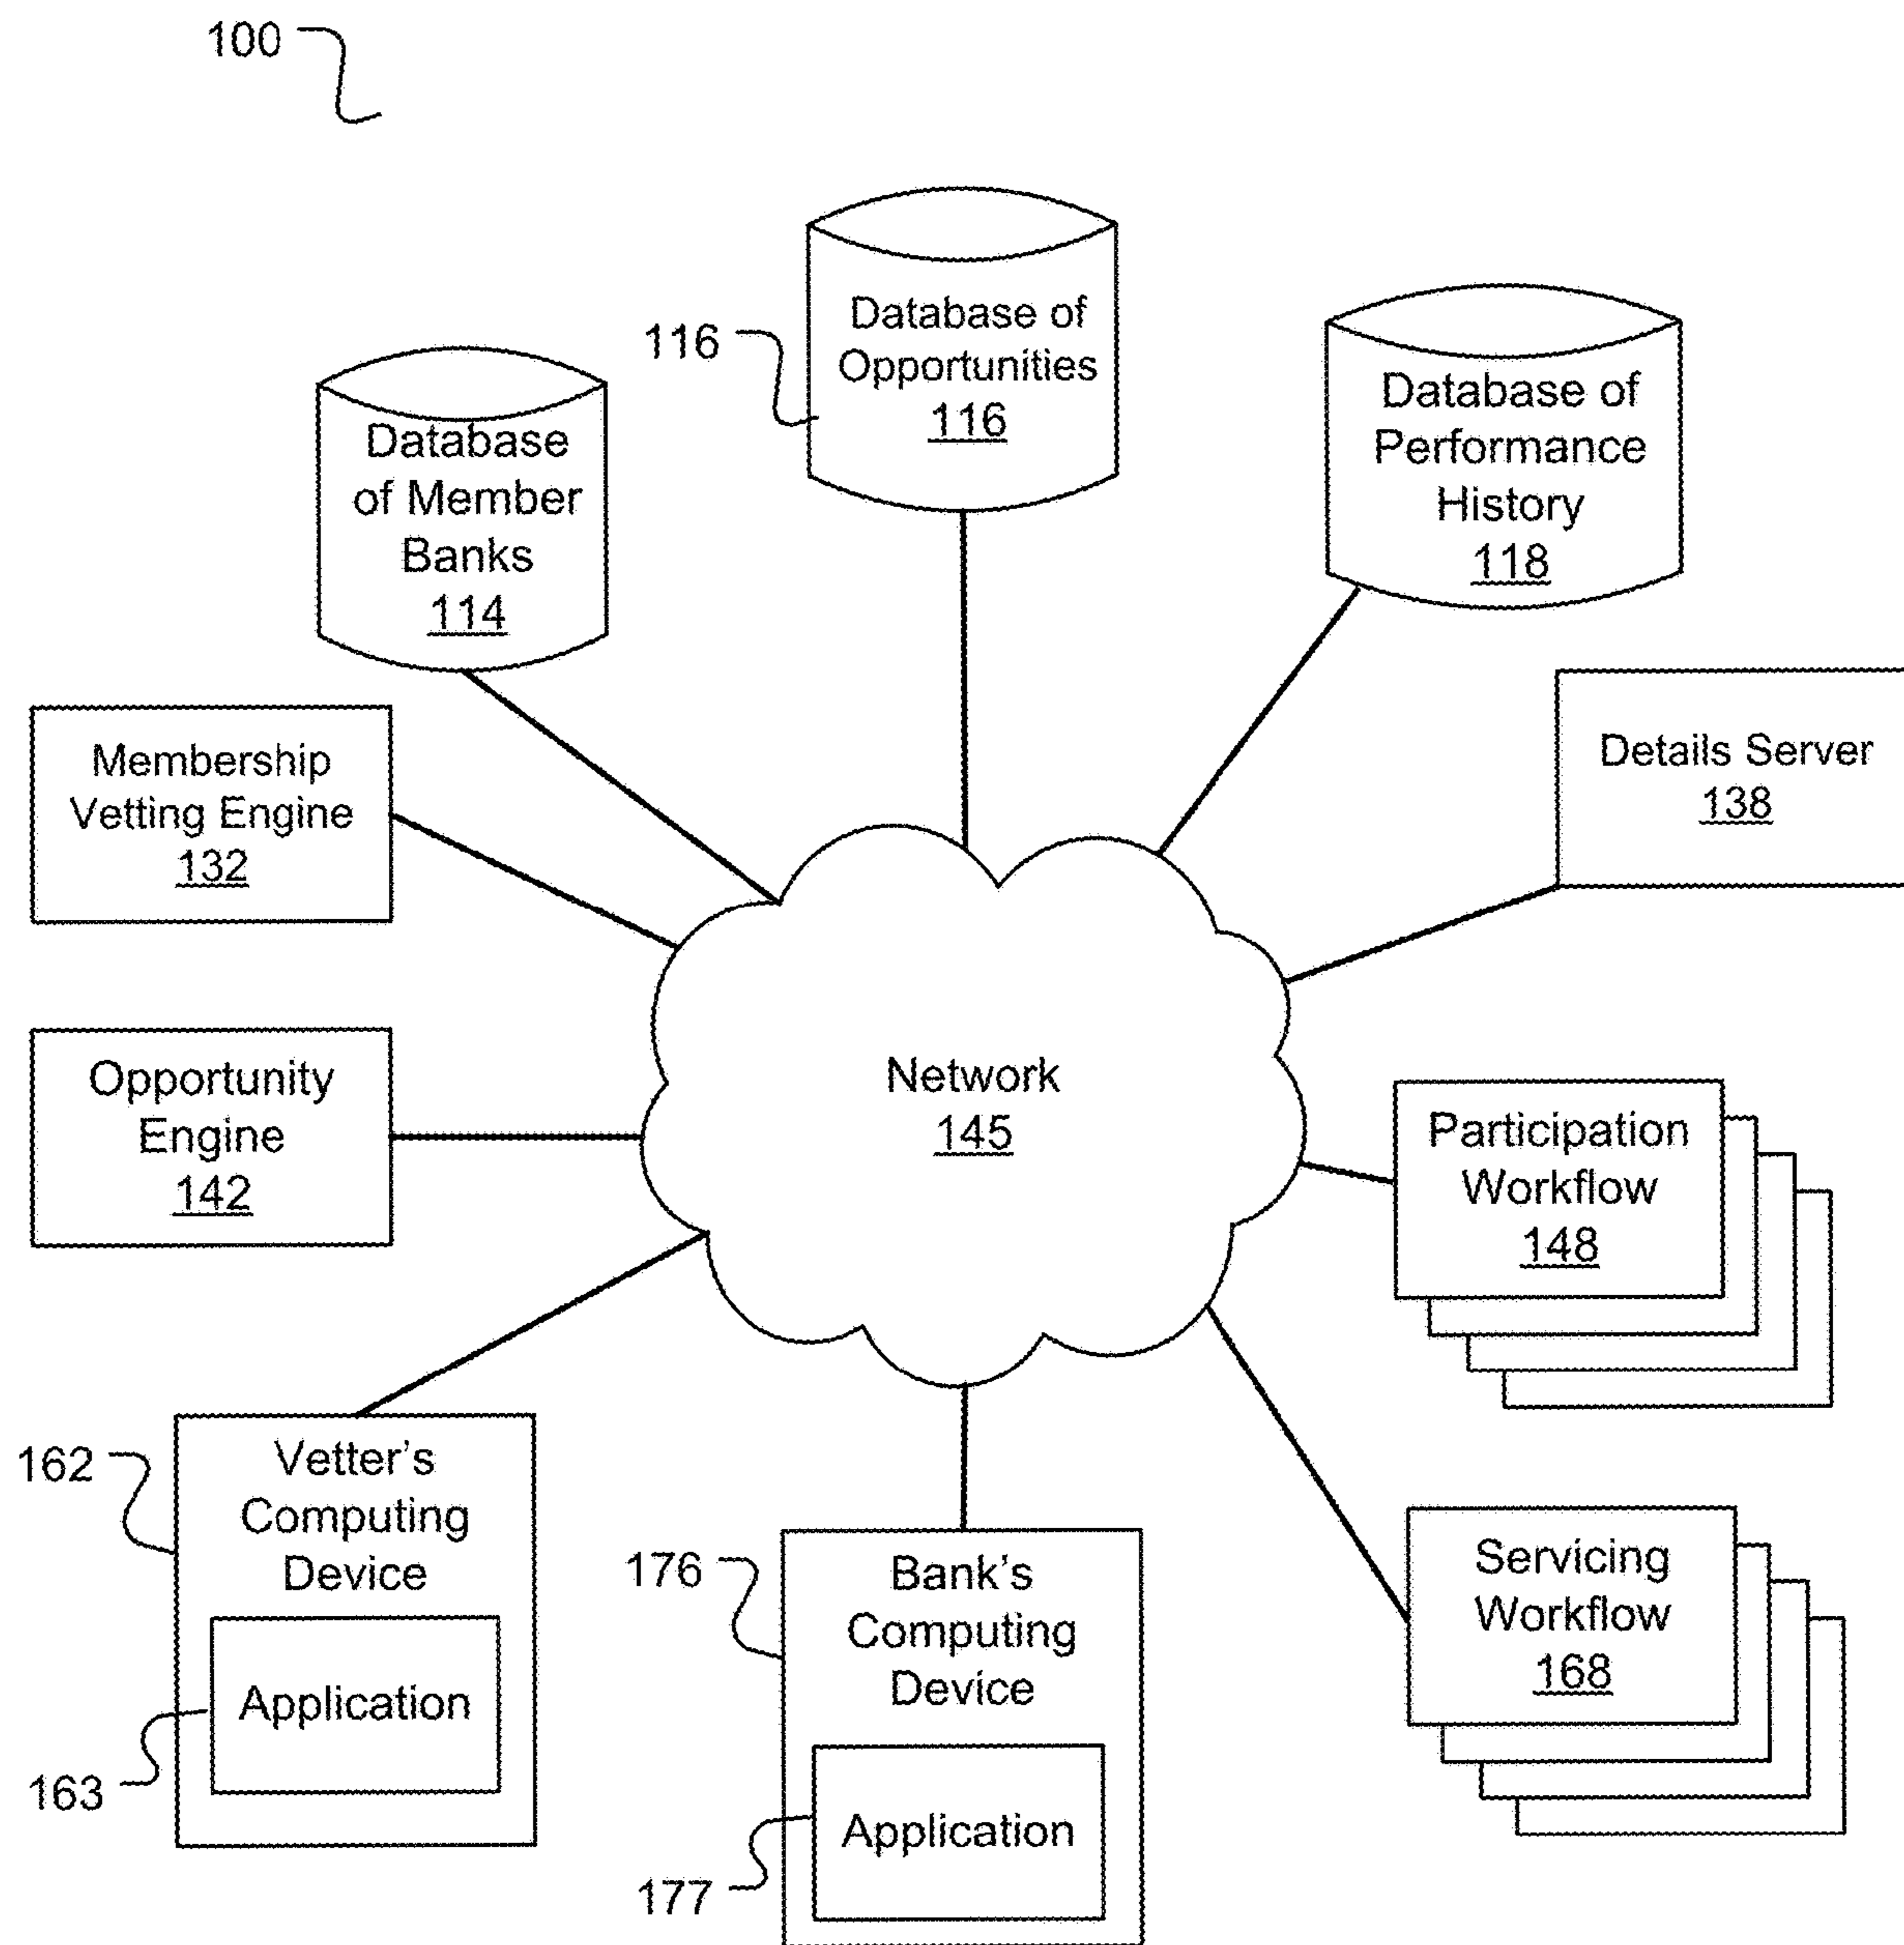 100
Database of
Opportunities
116
116
Database of
Performance
History
118
Database
of Member
Banks
114
Membership
Vetting Engine
132
Details Server
138
Network
145
Opportunity
Engine
142
Participation
Workflow
148
162
Vetter's
Computing
Device
Application
163
176
Bank's
Computing
Device
Application
177
Servicing
Workflow
168